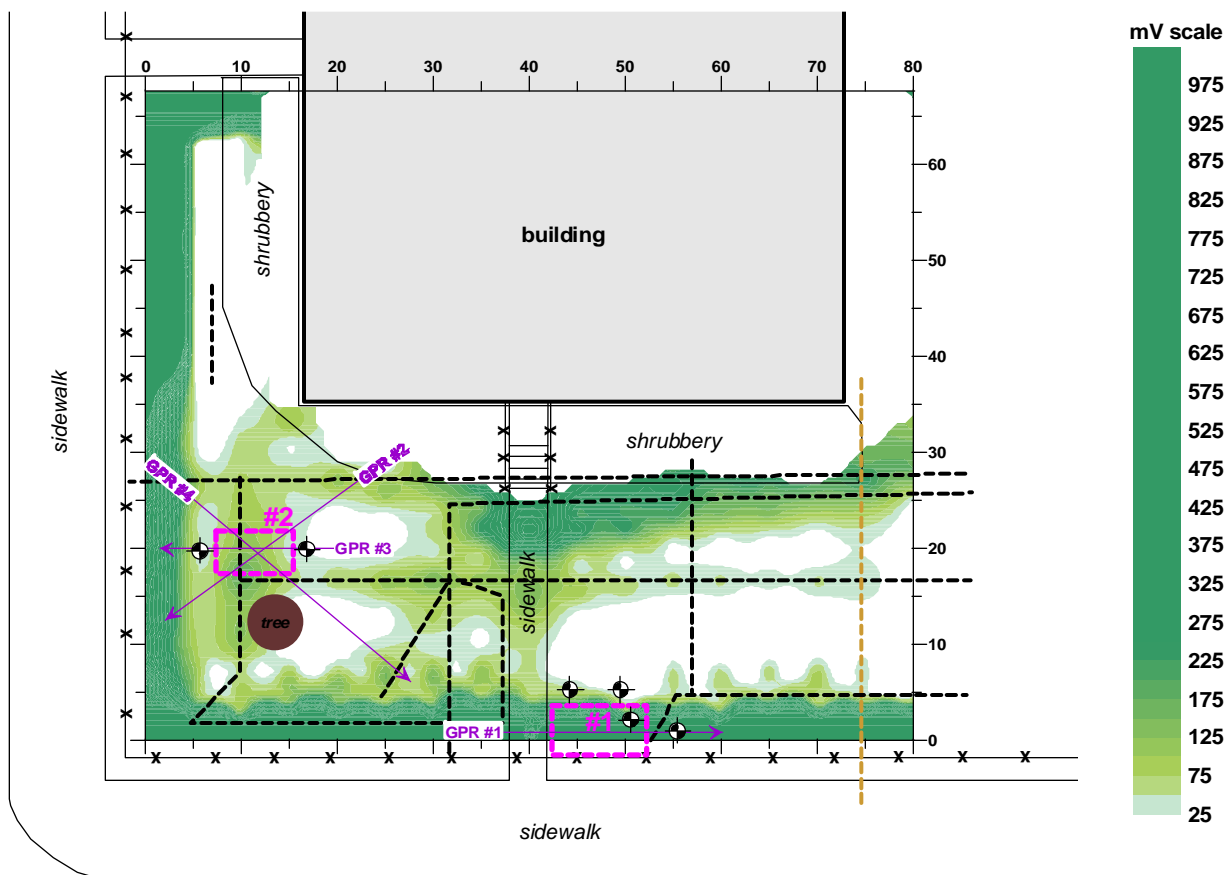 mV scale
0 10 20 30 40 50 60 70 80
975
925
875
825
775
725
675
625
575
525
475
425
375
325
275
225
175
125
75
25
60
50
40
30
20
10
0
building
shrubbery
shrubbery
sidewalk
sidewalk
sidewalk
GPR #2
GPR #4
#2
GPR #3
tree
#1
GPR #1
x x x x x x x x x x x x
x x x x x x
x x x x x x x x x x x x x x x